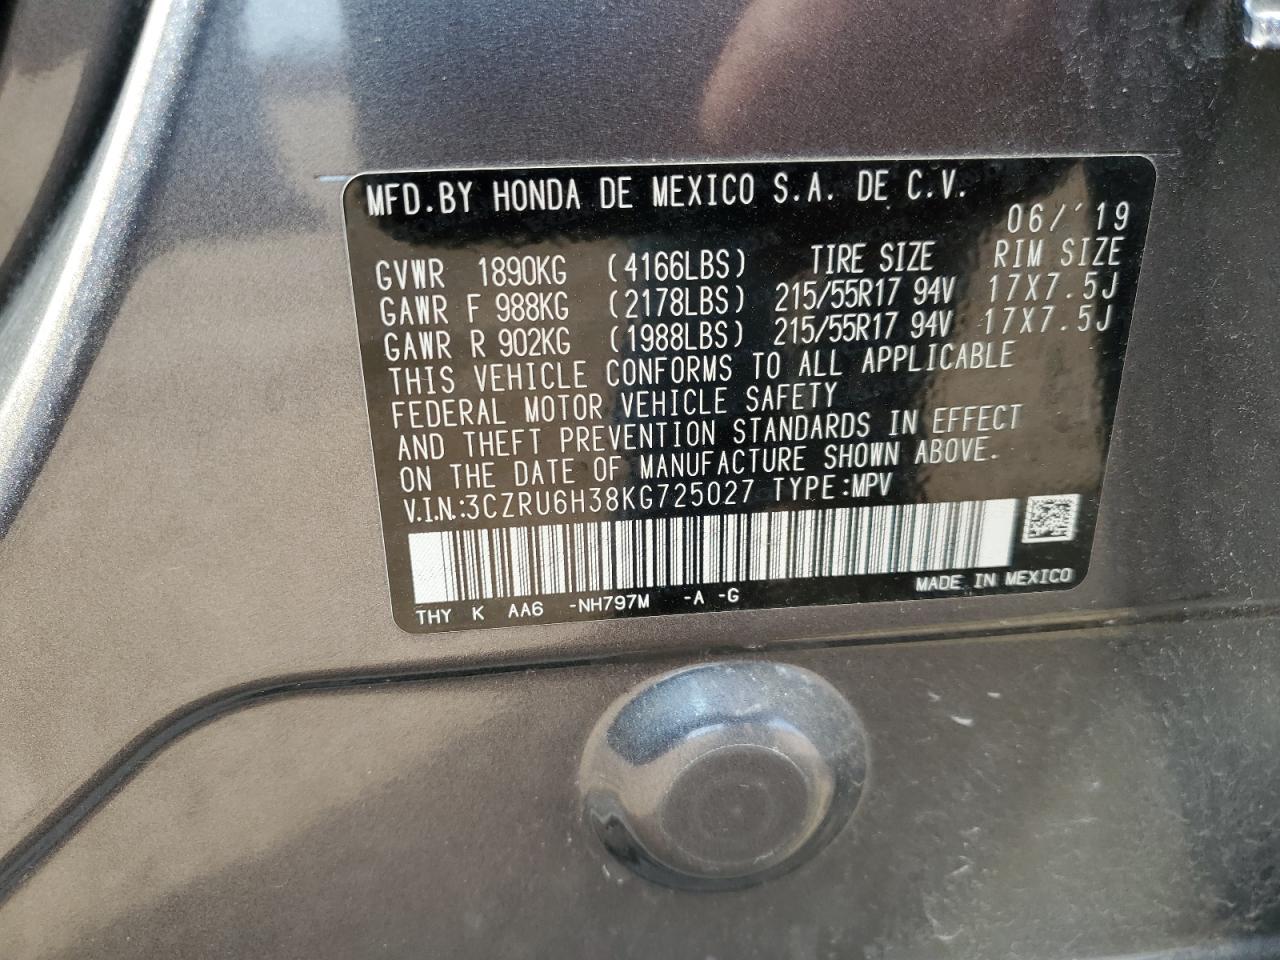 MFD.BY HONDA DE MEXICO S.A. DE C.V.
06/'19
GVWR 1890KG (4166LBS) TIRE SIZE RIM SIZE
GAWR F 988KG (2178LBS) 215/55R17 94V 17X7.5J
GAWR R 902KG (1988LBS) 215/55R17 94V 17X7.5J
THIS VEHICLE CONFORMS TO ALL APPLICABLE
FEDERAL MOTOR VEHICLE SAFETY
AND THEFT PREVENTION STANDARDS IN EFFECT
ON THE DATE OF MANUFACTURE SHOWN ABOVE.
V.I.N.:3CZRU6H38KG725027 TYPE:MPV
MADE IN MEXICO
THY K AA6 -NH797M -A -G